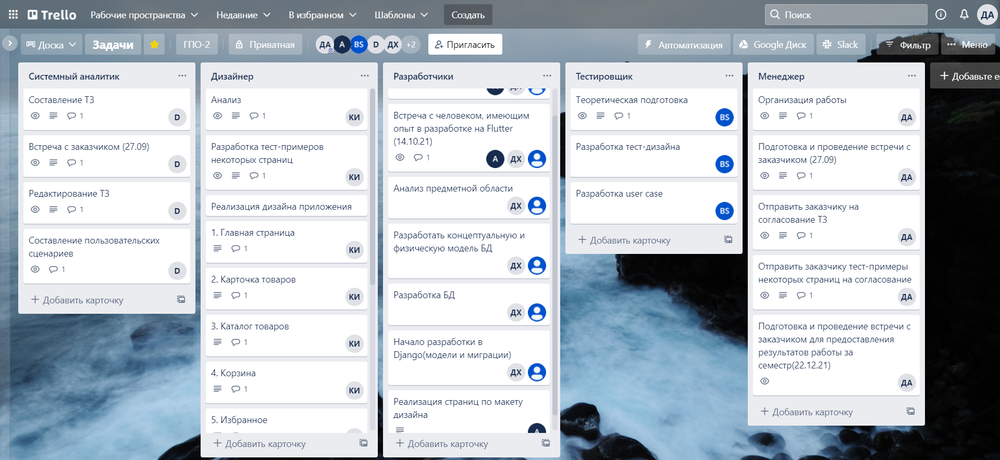 Trello
Рабочие пространства
Недавние
В избранном
Шаблоны
Создать
Поиск
ДА
Доска
Задачи
ГПО-2
Приватная
ДА
A
BS
D
ДХ
+2
Пригласить
Автоматизация
Google Диск
Slack
Фильтр
Меню
Системный аналитик
Составление ТЗ
1
D
Встреча с заказчиком (27.09)
1
D
Редактирование ТЗ
1
D
Составление пользовательских
сценариев
1
D
Добавить карточку
Дизайнер
Анализ
1
КИ
Разработка тест-примеров
некоторых страниц
1
КИ
Реализация дизайна приложения
1. Главная страница
1
КИ
2. Карточка товаров
1
КИ
3. Каталог товаров
1
КИ
4. Корзина
1
КИ
5. Избранное
Добавить карточку
Разработчики
Встреча с человеком, имеющим
опыт в разработке на Flutter
(14.10.21)
1
A
ДХ
Анализ предметной области
ДХ
Разработать концептуальную и
физическую модель БД
ДХ
Разработка БД
ДХ
Начало разработки в
Django(модели и миграции)
ДХ
Реализация страниц по макету
дизайна
A
Добавить карточку
Тестировщик
Теоретическая подготовка
1
BS
Разработка тест-дизайна
BS
Разработка user case
BS
Добавить карточку
Менеджер
Организация работы
1
ДА
Подготовка и проведение встречи с
заказчиком (27.09)
1
ДА
Отправить заказчику на
согласование ТЗ
1
ДА
Отправить заказчику тест-примеры
некоторых страниц на согласование
1
ДА
Подготовка и проведение встречи с
заказчиком для предоставления
результатов работы за
семестр(22.12.21)
ДА
Добавить карточку
Добавьте